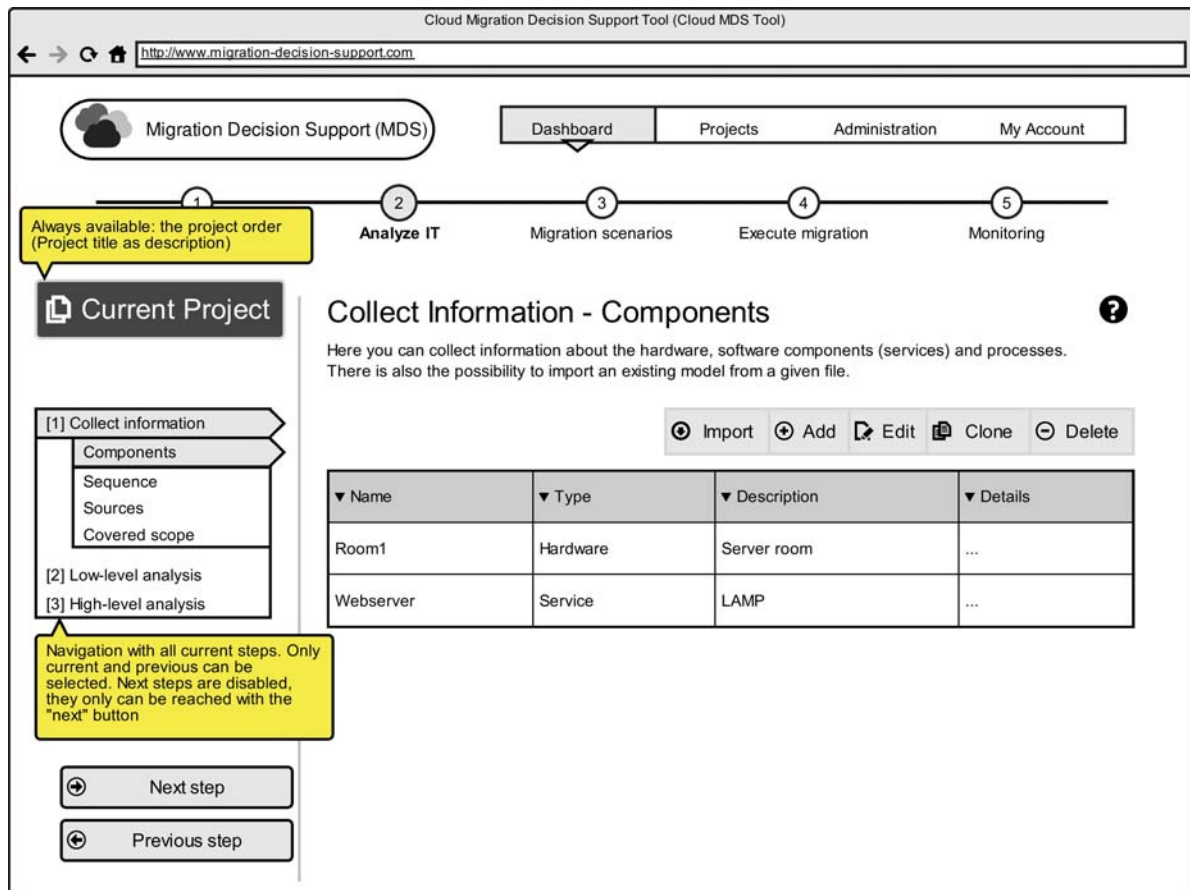 Cloud Migration Decision Support Tool (Cloud MDS Tool)
http://www.migration-decision-support.com
Migration Decision Support (MDS)
Dashboard Projects Administration My Account
1 2 3 4 5
Analyze IT Migration scenarios Execute migration Monitoring
Always available: the project order
(Project title as description)
Current Project
Collect Information - Components
?
Here you can collect information about the hardware, software components (services) and processes.
There is also the possibility to import an existing model from a given file.
[1] Collect information
Components
Sequence
Sources
Covered scope
[2] Low-level analysis
[3] High-level analysis
Navigation with all current steps. Only
current and previous can be
selected. Next steps are disabled,
they only can be reached with the
"next" button
Next step
Previous step
Import Add Edit Clone Delete
▼ Name ▼ Type ▼ Description ▼ Details
Room1 Hardware Server room ...
Webserver Service LAMP ...